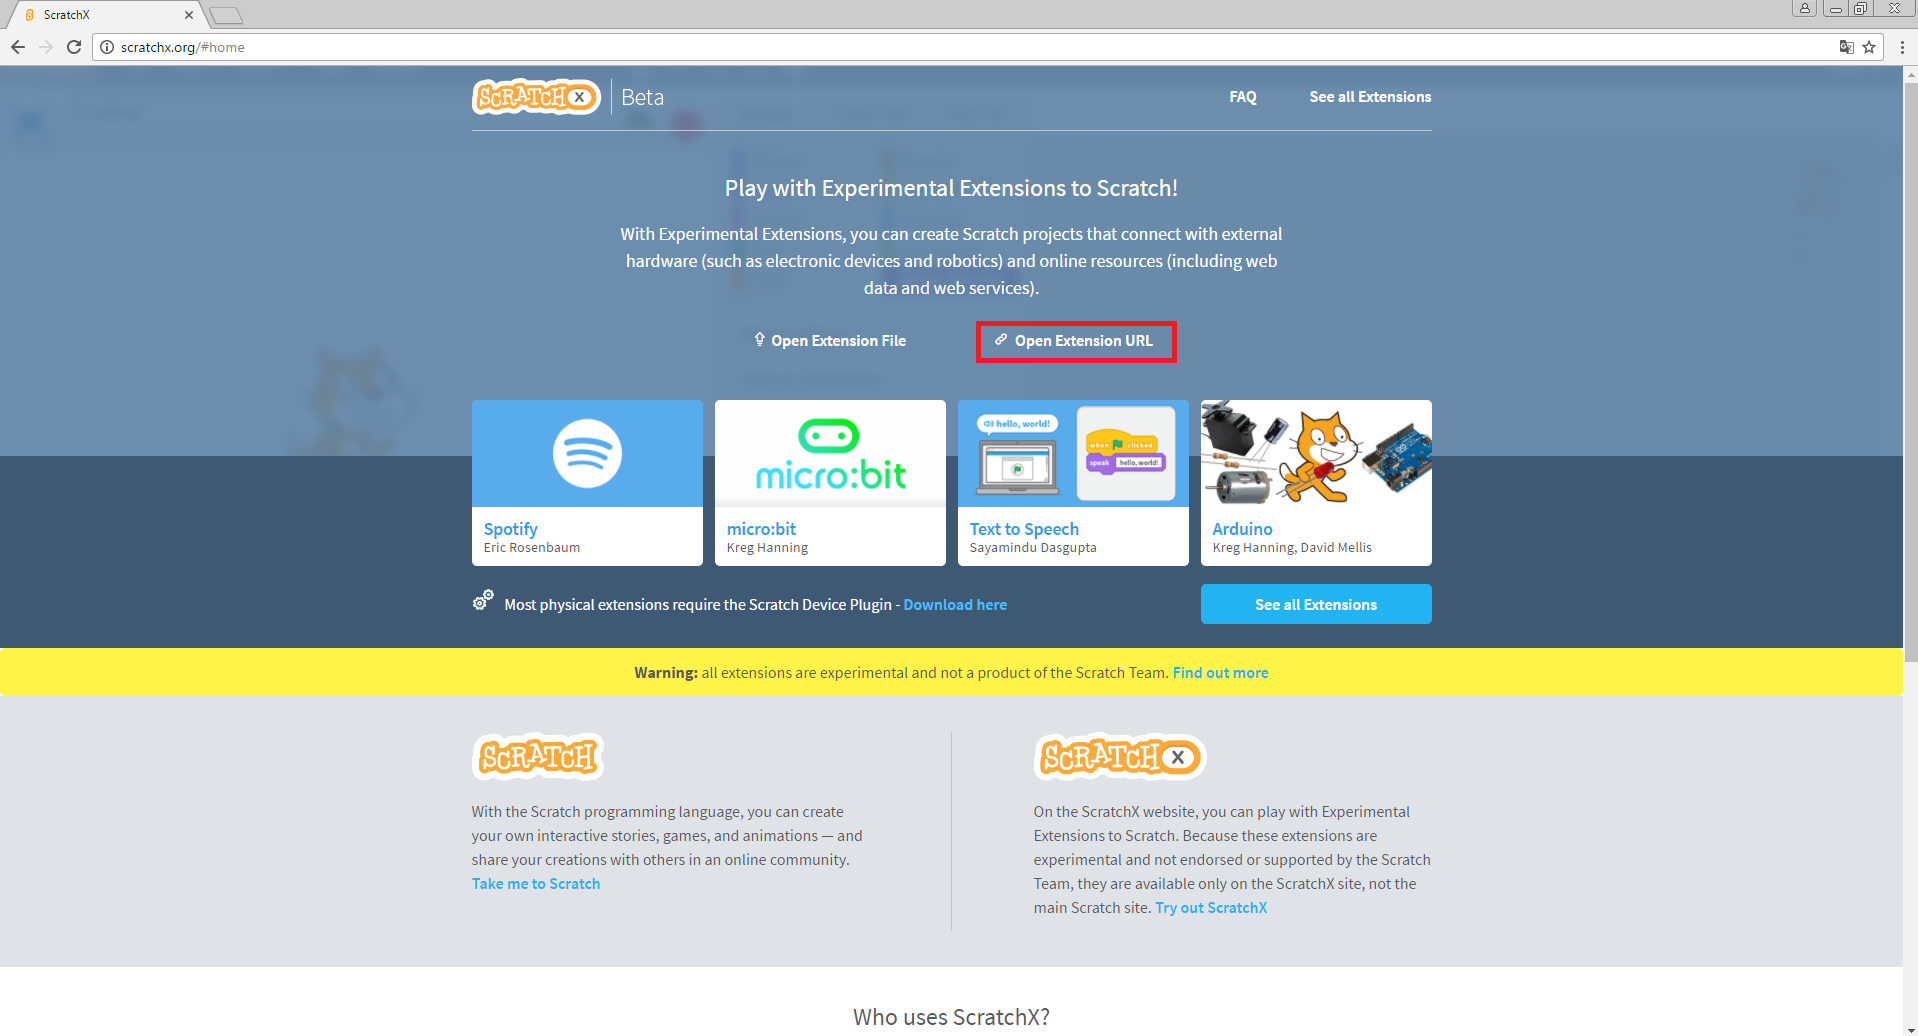 ScratchX
scratchx.org/#home
SCRATCH X
Beta
FAQ
See all Extensions
Play with Experimental Extensions to Scratch!
With Experimental Extensions, you can create Scratch projects that connect with external
hardware (such as electronic devices and robotics) and online resources (including web
data and web services).
Open Extension File
Open Extension URL
micro:bit
hello, world!
when clicked
speak hello, world!
Spotify
Eric Rosenbaum
micro:bit
Kreg Hanning
Text to Speech
Sayamindu Dasgupta
Arduino
Kreg Hanning, David Mellis
Most physical extensions require the Scratch Device Plugin - Download here
See all Extensions
Warning: all extensions are experimental and not a product of the Scratch Team. Find out more
SCRATCH
With the Scratch programming language, you can create
your own interactive stories, games, and animations — and
share your creations with others in an online community.
Take me to Scratch
SCRATCH X
On the ScratchX website, you can play with Experimental
Extensions to Scratch. Because these extensions are
experimental and not endorsed or supported by the Scratch
Team, they are available only on the ScratchX site, not the
main Scratch site. Try out ScratchX
Who uses ScratchX?